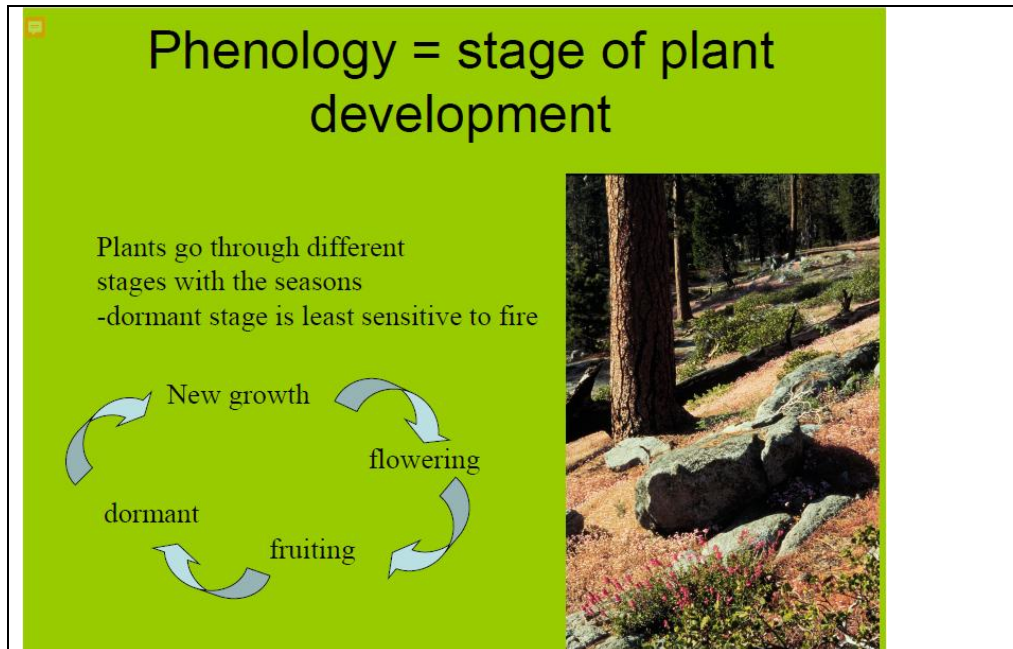 Phenology = stage of plant
development
Plants go through different
stages with the seasons
-dormant stage is least sensitive to fire
New growth
flowering
dormant
fruiting